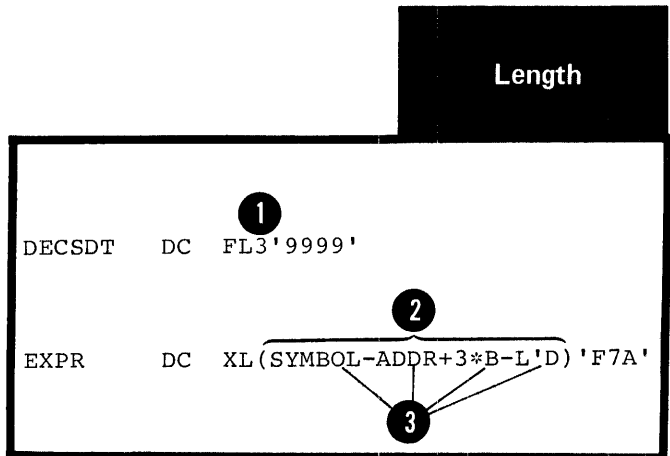 Length
1
DECSDT DC FL3'9999'
2
EXPR DC XL(SYMBOL-ADDR+3*B-L'D)'F7A'
3